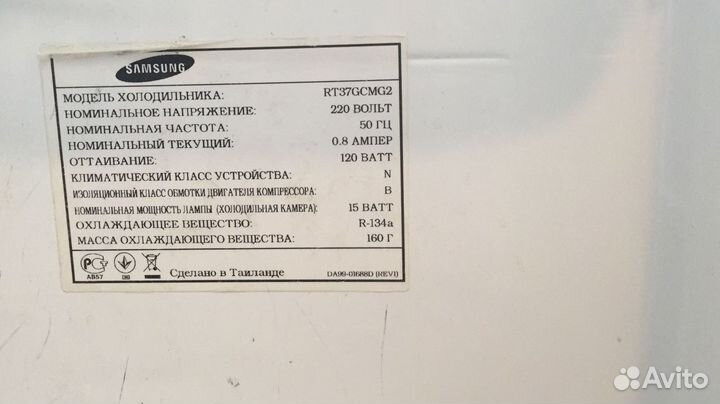 SAMSUNG
МОДЕЛЬ ХОЛОДИЛЬНИКА: RT37GCMG2
НОМИНАЛЬНОЕ НАПРЯЖЕНИЕ: 220 ВОЛЬТ
НОМИНАЛЬНАЯ ЧАСТОТА: 50 ГЦ
НОМИНАЛЬНЫЙ ТЕКУЩИЙ: 0.8 АМПЕР
ОТТАИВАНИЕ: 120 ВАТТ
КЛИМАТИЧЕСКИЙ КЛАСС УСТРОЙСТВА: N
ИЗОЛЯЦИОННЫЙ КЛАСС ОБМОТКИ ДВИГАТЕЛЯ КОМПРЕССОРА: B
НОМИНАЛЬНАЯ МОЩНОСТЬ ЛАМПЫ (ХОЛОДИЛЬНАЯ КАМЕРА): 15 ВАТТ
ОХЛАЖДАЮЩЕЕ ВЕЩЕСТВО: R-134a
МАССА ОХЛАЖДАЮЩЕГО ВЕЩЕСТВА: 160 Г
АВ57 Сделано в Таиланде DA99-01688D (REV1)
Avito